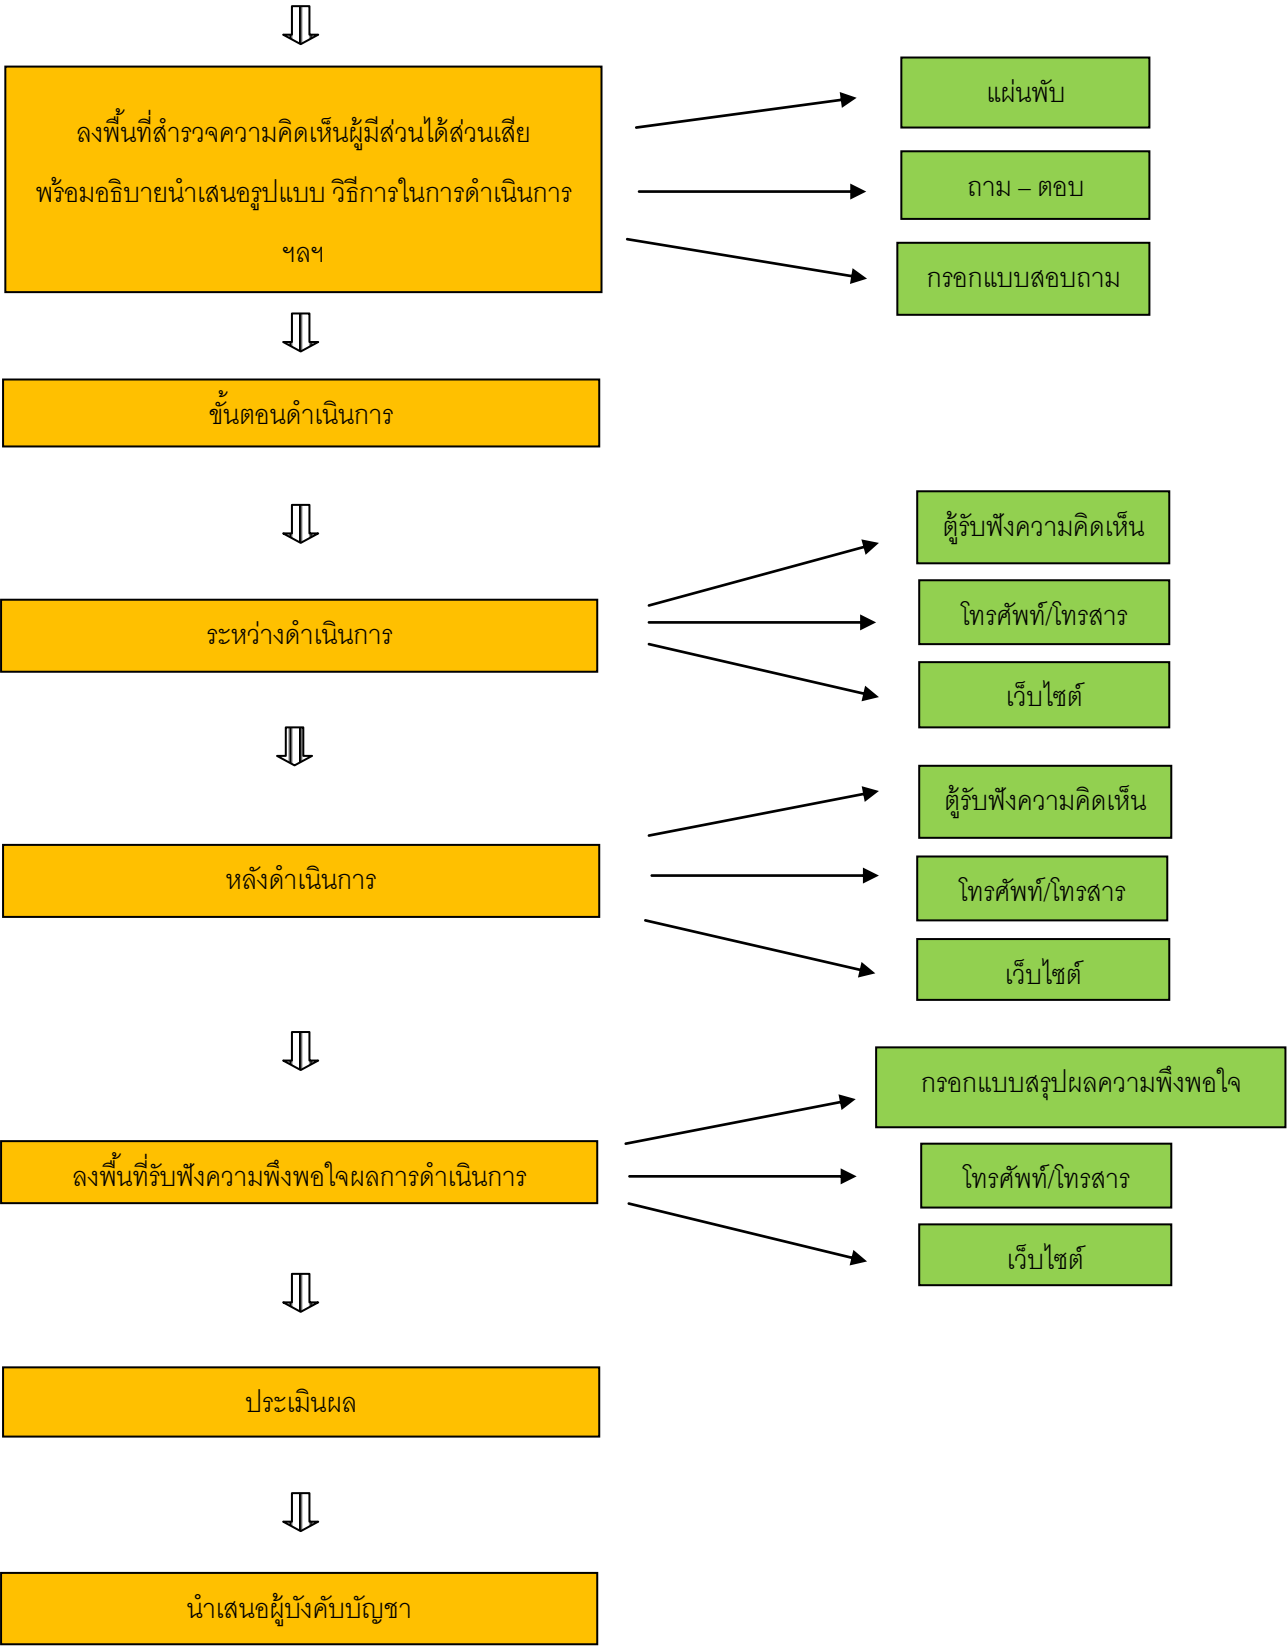 ลงพื้นที่สำรวจความคิดเห็นผู้มีส่วนได้ส่วนเสีย
พร้อมอธิบายนำเสนอรูปแบบ วิธีการในการดำเนินการ
ฯลฯ
แผ่นพับ
ถาม – ตอบ
กรอกแบบสอบถาม
ขั้นตอนดำเนินการ
ระหว่างดำเนินการ
ตู้รับฟังความคิดเห็น
โทรศัพท์/โทรสาร
เว็บไซต์
หลังดำเนินการ
ตู้รับฟังความคิดเห็น
โทรศัพท์/โทรสาร
เว็บไซต์
ลงพื้นที่รับฟังความพึงพอใจผลการดำเนินการ
กรอกแบบสรุปผลความพึงพอใจ
โทรศัพท์/โทรสาร
เว็บไซต์
ประเมินผล
นำเสนอผู้บังคับบัญชา